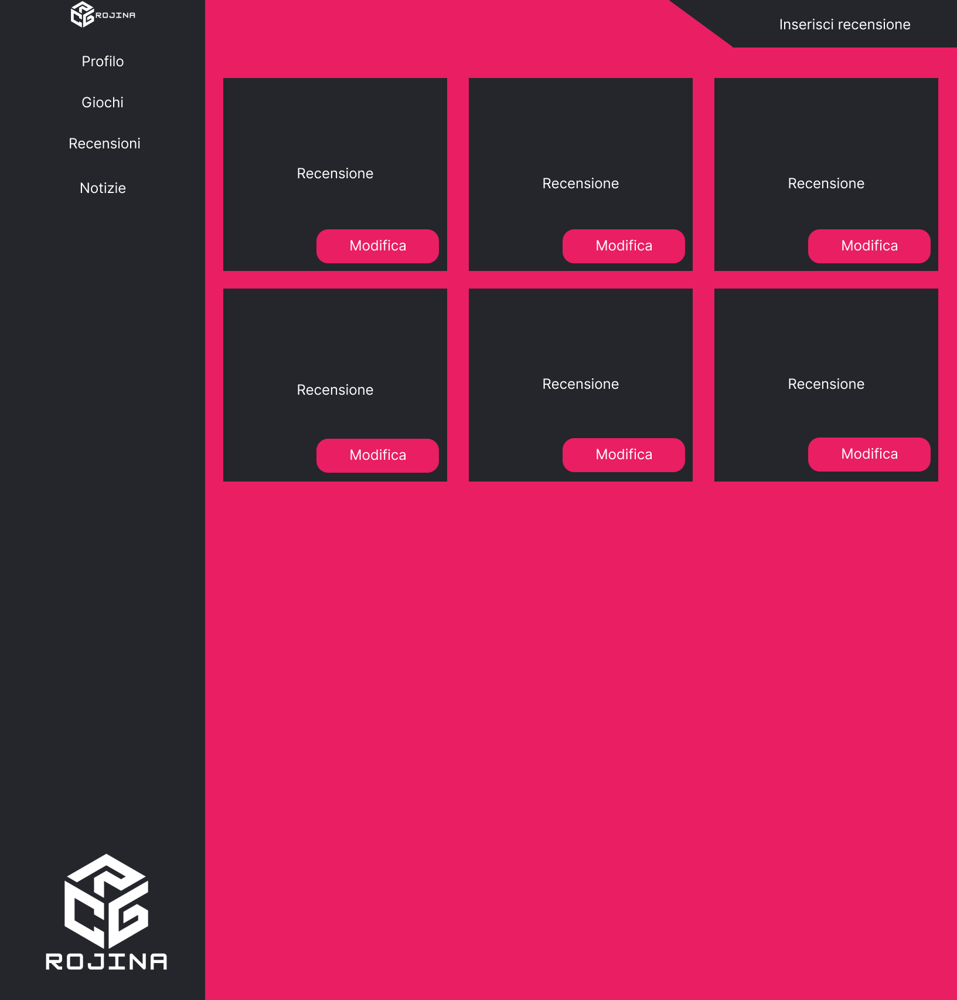 ROJINA
Profilo
Giochi
Recensioni
Notizie
Inserisci recensione
Recensione
Modifica
Recensione
Modifica
Recensione
Modifica
Recensione
Modifica
Recensione
Modifica
Recensione
Modifica
ROJINA